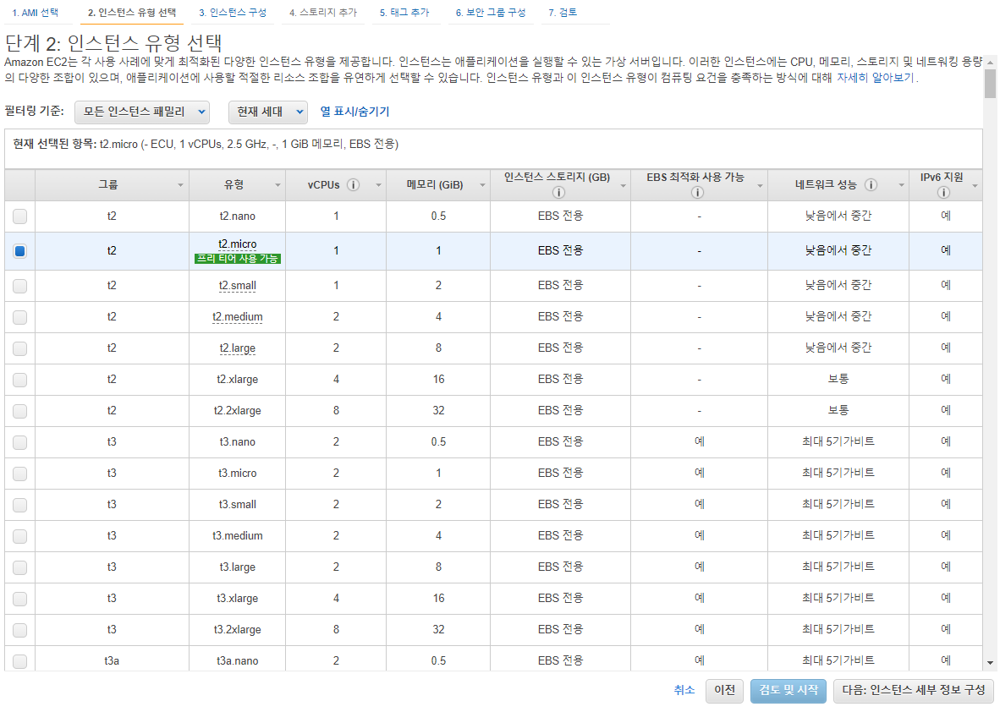 1. AMI 선택 2. 인스턴스 유형 선택 3. 인스턴스 구성 4. 스토리지 추가 5. 태그 추가 6. 보안 그룹 구성 7. 검토
단계 2: 인스턴스 유형 선택
Amazon EC2는 각 사용 사례에 맞게 최적화된 다양한 인스턴스 유형을 제공합니다. 인스턴스는 애플리케이션을 실행할 수 있는 가상 서버입니다. 이러한 인스턴스에는 CPU, 메모리, 스토리지 및 네트워킹 용량
의 다양한 조합이 있으며, 애플리케이션에 사용할 적절한 리소스 조합을 유연하게 선택할 수 있습니다. 인스턴스 유형과 이 인스턴스 유형이 컴퓨팅 요건을 충족하는 방식에 대해 자세히 알아보기.
필터링 기준: 모든 인스턴스 패밀리 현재 세대 열 표시/숨기기
현재 선택된 항목: t2.micro (- ECU, 1 vCPUs, 2.5 GHz, -, 1 GiB 메모리, EBS 전용)
그룹 유형 vCPUs 메모리 (GiB) 인스턴스 스토리지 (GB) EBS 최적화 사용 가능 네트워크 성능 IPv6 지원
t2 t2.nano 1 0.5 EBS 전용 - 낮음에서 중간 예
t2 t2.micro 1 1 EBS 전용 - 낮음에서 중간 예
프리 티어 사용 가능
t2 t2.small 1 2 EBS 전용 - 낮음에서 중간 예
t2 t2.medium 2 4 EBS 전용 - 낮음에서 중간 예
t2 t2.large 2 8 EBS 전용 - 낮음에서 중간 예
t2 t2.xlarge 4 16 EBS 전용 - 보통 예
t2 t2.2xlarge 8 32 EBS 전용 - 보통 예
t3 t3.nano 2 0.5 EBS 전용 예 최대 5기가비트 예
t3 t3.micro 2 1 EBS 전용 예 최대 5기가비트 예
t3 t3.small 2 2 EBS 전용 예 최대 5기가비트 예
t3 t3.medium 2 4 EBS 전용 예 최대 5기가비트 예
t3 t3.large 2 8 EBS 전용 예 최대 5기가비트 예
t3 t3.xlarge 4 16 EBS 전용 예 최대 5기가비트 예
t3 t3.2xlarge 8 32 EBS 전용 예 최대 5기가비트 예
t3a t3a.nano 2 0.5 EBS 전용 예 최대 5기가비트 예
취소 이전 검토 및 시작 다음: 인스턴스 세부 정보 구성